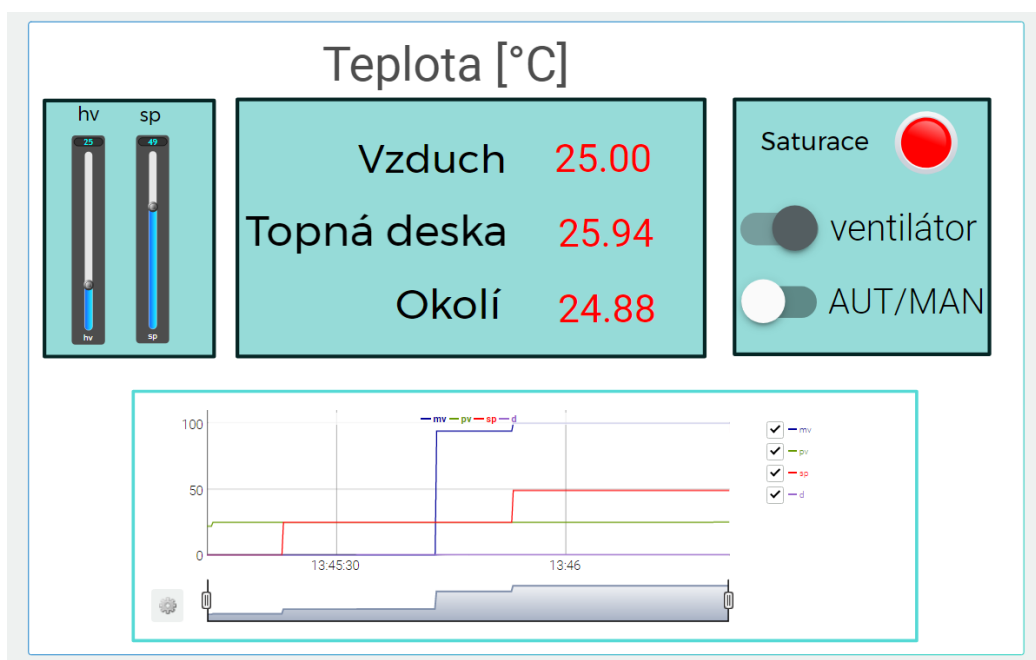 Teplota [°C]
hv sp
25 49
hv sp
Vzduch 25.00
Topná deska 25.94
Okolí 24.88
Saturace
ventilátor
AUT/MAN
mv pv sp d
100
50
0
13:45:30 13:46
mv
pv
sp
d